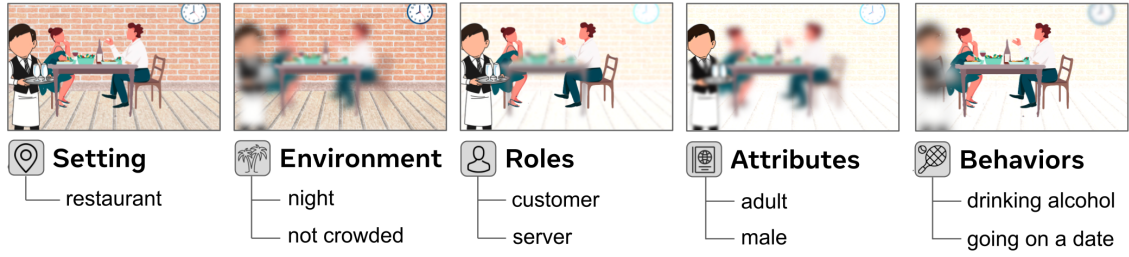 Setting
restaurant
Environment
night
not crowded
Roles
customer
server
Attributes
adult
male
Behaviors
drinking alcohol
going on a date